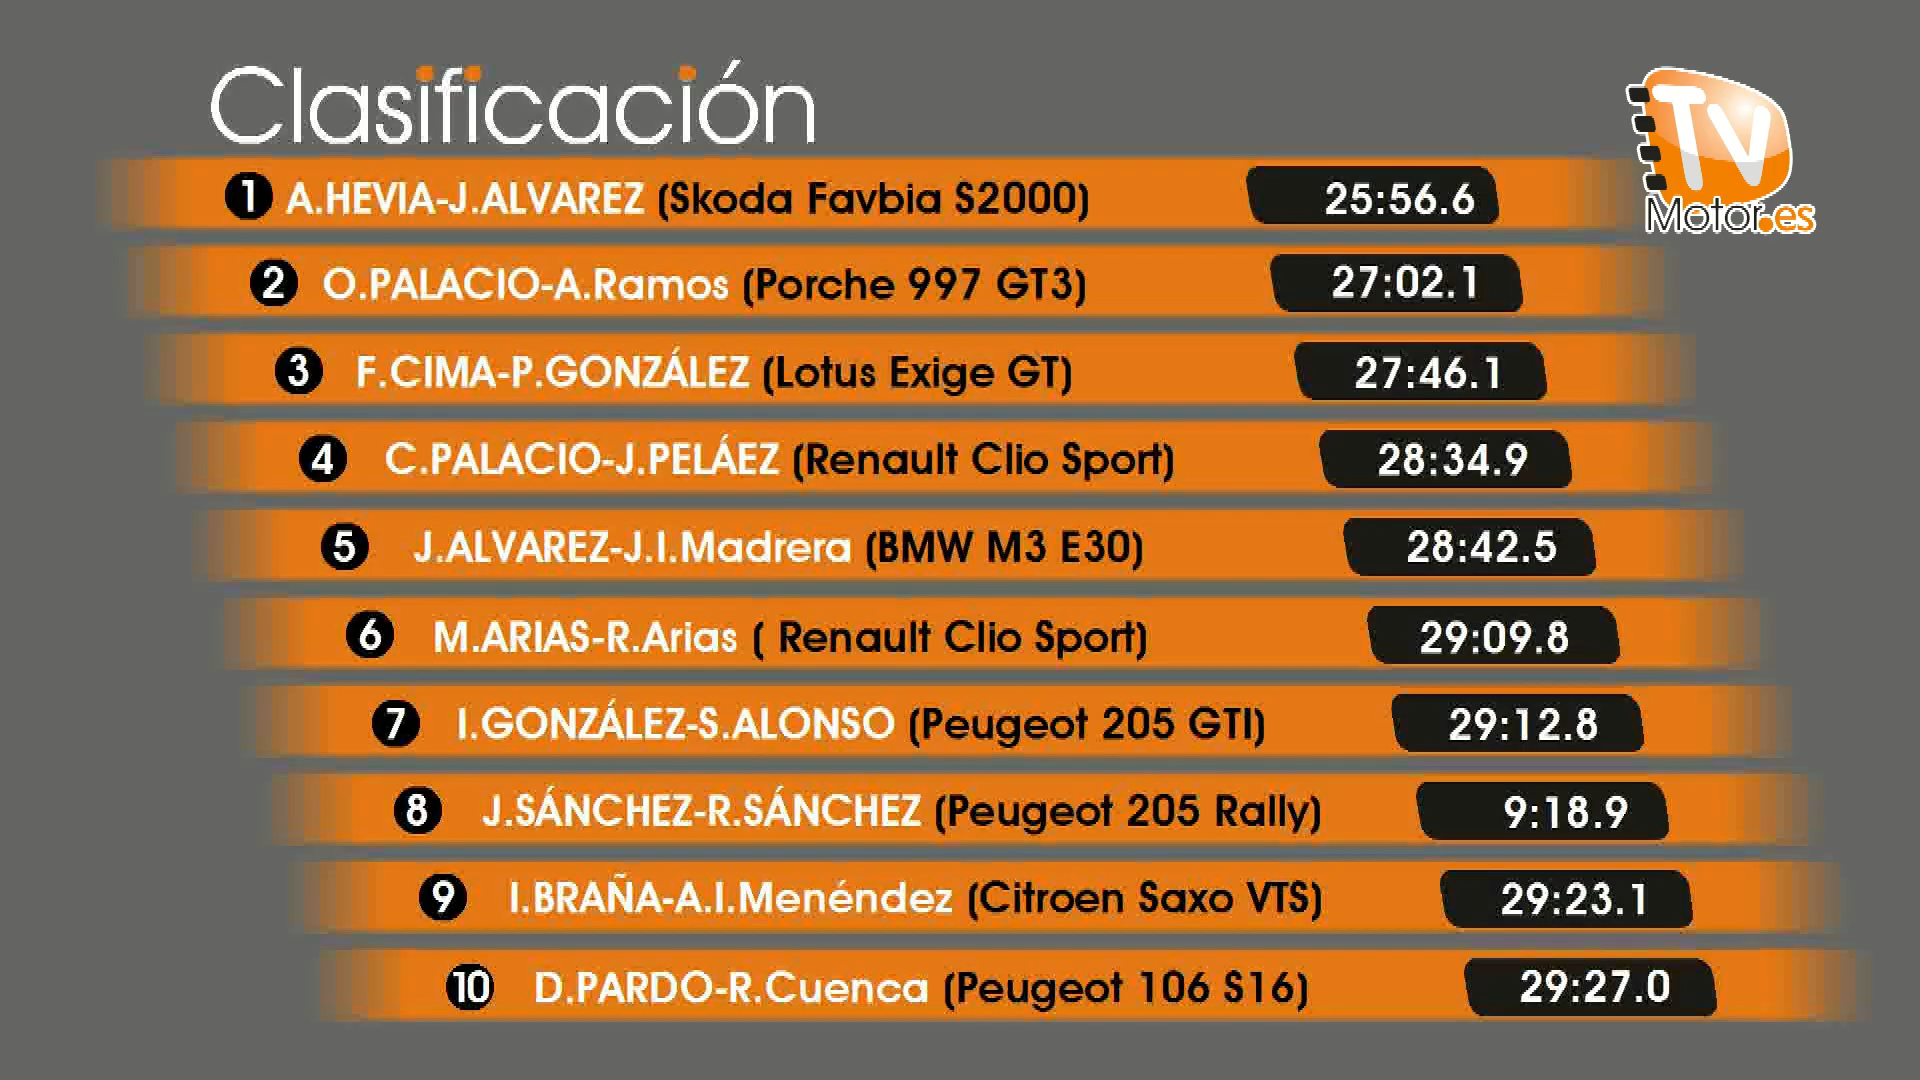 Clasificación
TV
Motor.es
1 A.HEVIA-J.ALVAREZ (Skoda Favbia S2000) 25:56.6
2 O.PALACIO-A.Ramos (Porche 997 GT3) 27:02.1
3 F.CIMA-P.GONZÁLEZ (Lotus Exige GT) 27:46.1
4 C.PALACIO-J.PELÁEZ (Renault Clio Sport) 28:34.9
5 J.ALVAREZ-J.I.Madrera (BMW M3 E30) 28:42.5
6 M.ARIAS-R.Arias ( Renault Clio Sport) 29:09.8
7 I.GONZÁLEZ-S.ALONSO (Peugeot 205 GTI) 29:12.8
8 J.SÁNCHEZ-R.SÁNCHEZ (Peugeot 205 Rally) 9:18.9
9 I.BRAÑA-A.I.Menéndez (Citroen Saxo VTS) 29:23.1
10 D.PARDO-R.Cuenca (Peugeot 106 S16) 29:27.0